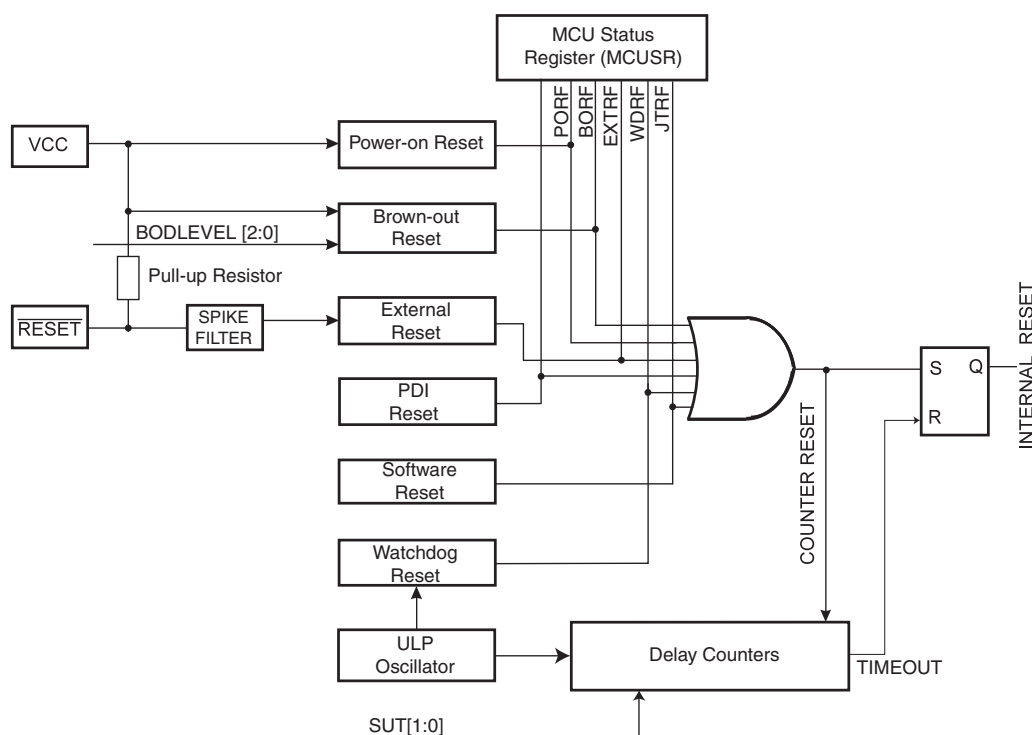 MCU Status
Register (MCUSR)
PORF
BORF
EXTRF
WDRF
JTRF
VCC
Power-on Reset
Brown-out
Reset
BODLEVEL [2:0]
Pull-up Resistor
RESET
SPIKE
FILTER
External
Reset
PDI
Reset
Software
Reset
Watchdog
Reset
ULP
Oscillator
SUT[1:0]
Delay Counters
TIMEOUT
COUNTER RESET
S
Q
R
INTERNAL RESET